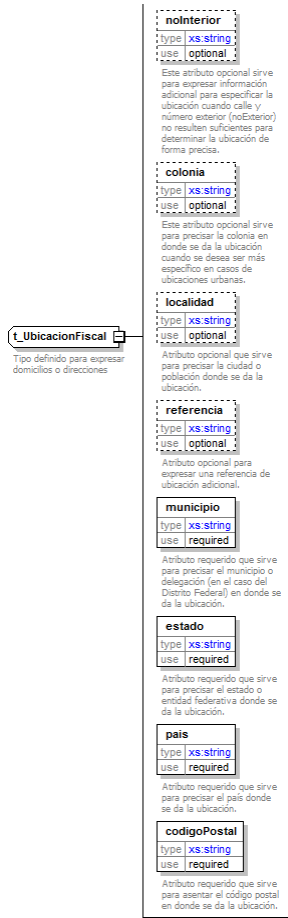 noInterior
type xs:string
use optional
Este atributo opcional sirve
para expresar información
adicional para especificar la
ubicación cuando calle y
número exterior (noExterior)
no resulten suficientes para
determinar la ubicación de
forma precisa.
colonia
type xs:string
use optional
Este atributo opcional sirve
para precisar la colonia en
donde se da la ubicación
cuando se desea ser más
específico en casos de
ubicaciones urbanas.
localidad
type xs:string
use optional
Atributo opcional que sirve
para precisar la ciudad o
población donde se da la
ubicación.
t_UbicacionFiscal
Tipo definido para expresar
domicilios o direcciones
referencia
type xs:string
use optional
Atributo opcional para
expresar una referencia de
ubicación adicional.
municipio
type xs:string
use required
Atributo requerido que sirve
para precisar el municipio o
delegación (en el caso del
Distrito Federal) en donde se
da la ubicación.
estado
type xs:string
use required
Atributo requerido que sirve
para precisar el estado o
entidad federativa donde se
da la ubicación.
pais
type xs:string
use required
Atributo requerido que sirve
para precisar el país donde
se da la ubicación.
codigoPostal
type xs:string
use required
Atributo requerido que sirve
para asentar el código postal
en donde se da la ubicación.